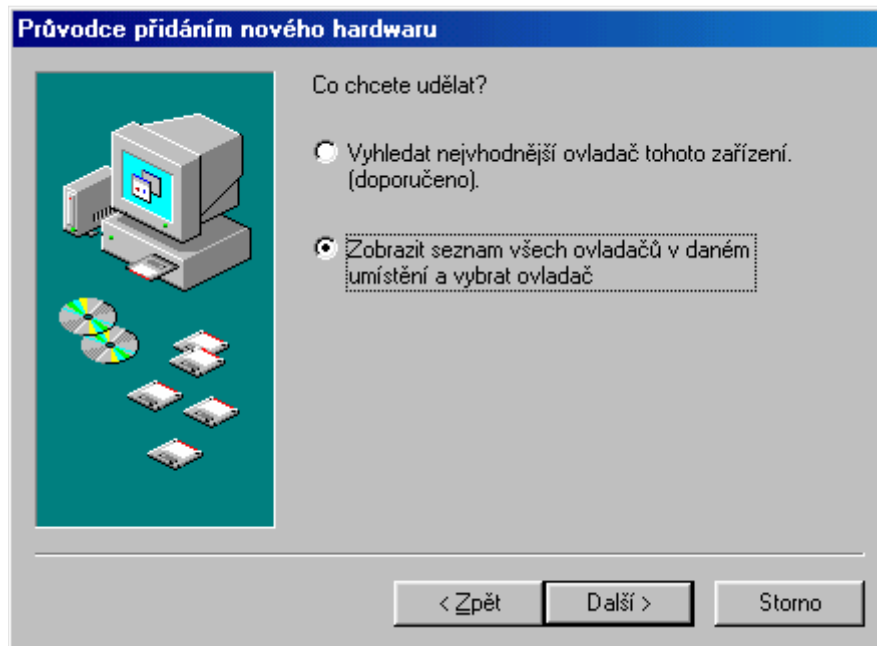 Průvodce přidáním nového hardwaru
Co chcete udělat?
Vyhledat nejvhodnější ovladač tohoto zařízení.
(doporučeno).
Zobrazit seznam všech ovladačů v daném
umístění a vybrat ovladač
< Zpět
Další >
Storno